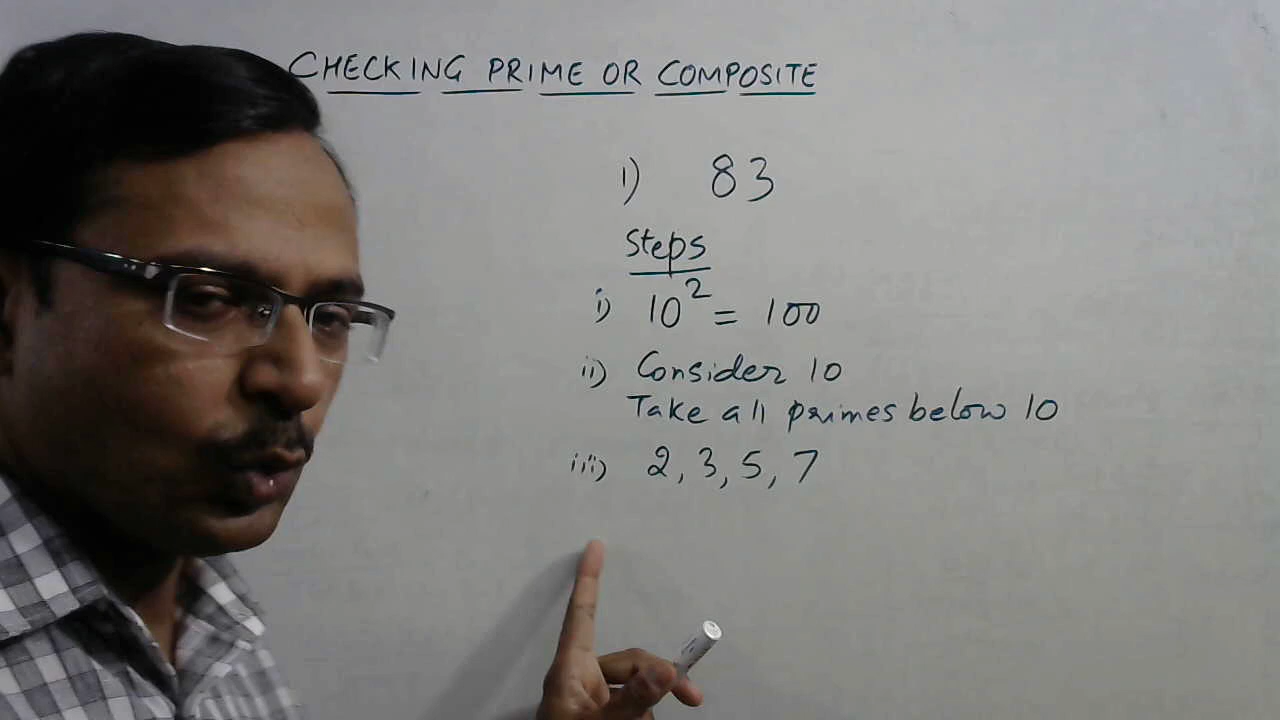 CHECKING PRIME OR COMPOSITE
1) 83
Steps
i) 10² = 100
ii) Consider 10
Take all primes below 10
iii) 2, 3, 5, 7